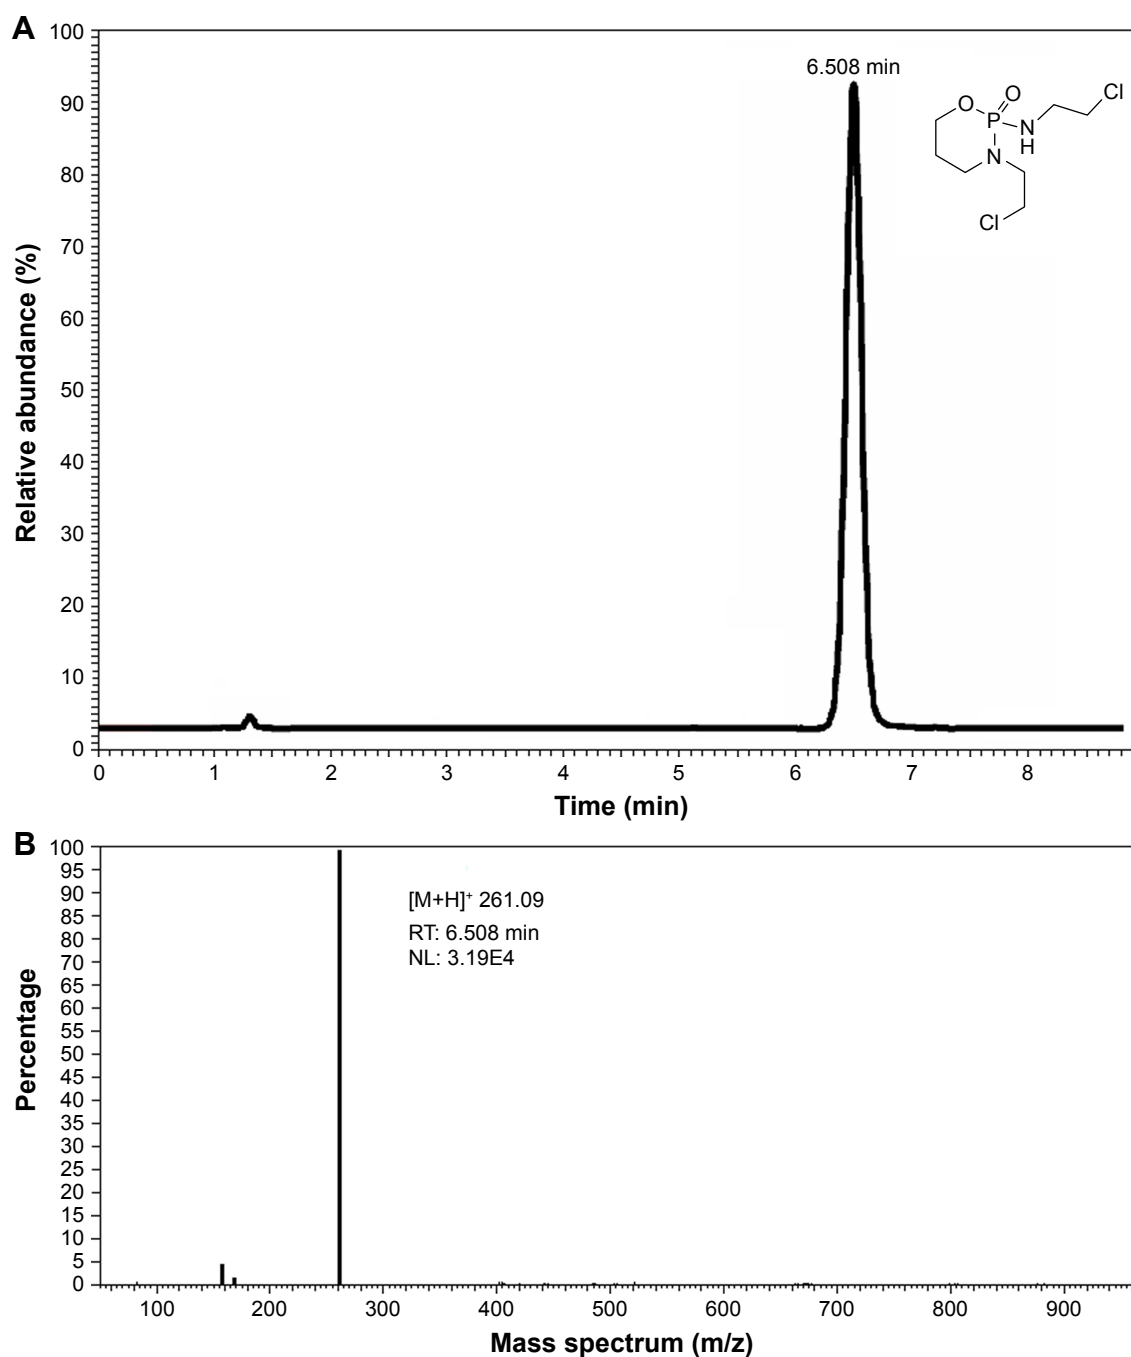 A
100
90
80
70
60
50
40
30
20
10
0
Relative abundance (%)
6.508 min
O
O
P
N
H
Cl
N
Cl
0 1 2 3 4 5 6 7 8
Time (min)
B
100
95
90
85
80
75
70
65
60
55
50
45
40
35
30
25
20
15
10
5
0
Percentage
[M+H]+ 261.09
RT: 6.508 min
NL: 3.19E4
100 200 300 400 500 600 700 800 900
Mass spectrum (m/z)